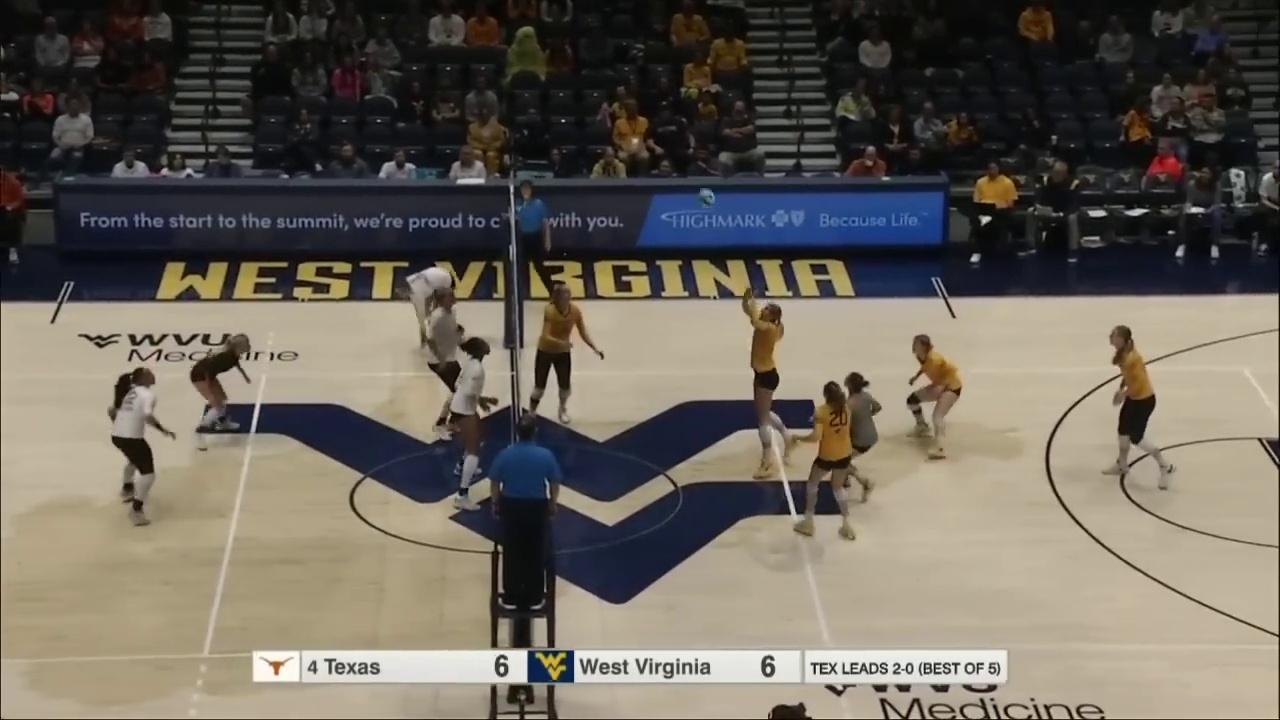 From the start to the summit, we're proud to c with you.
HIGHMARK
Because Life.™
WEST VIRGINIA
WVU
Medicine
20
4 Texas 6 West Virginia 6 TEX LEADS 2-0 (BEST OF 5)
WVU
Medicine